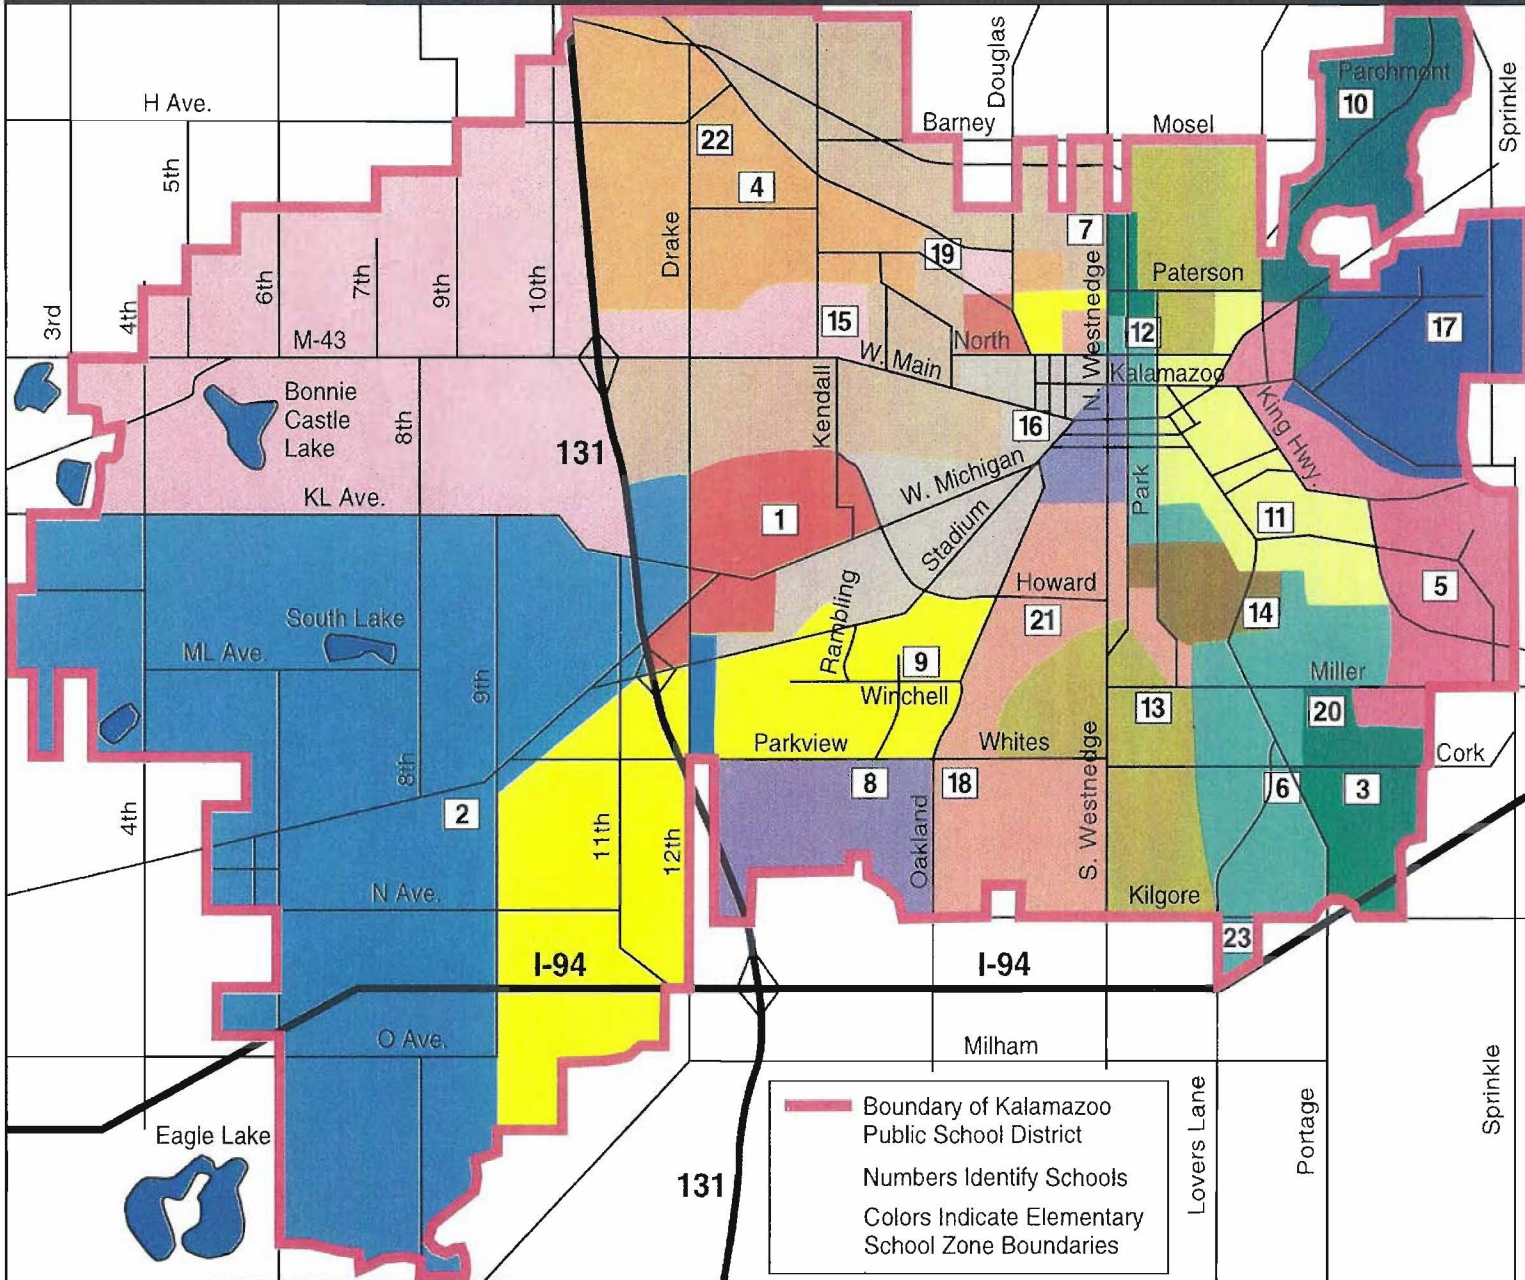 Douglas
Parchmont
10
Sprinkle
H Ave.
Barney
Mosel
22
5th
4
7
Drake
19
6th
7th
9th
10th
Paterson
3rd
4th
15
12
17
M-43
North
N. Westnedge
W. Main
Kalamazoo
Bonnie
Castle
Lake
8th
Kendall
16
King Hwy.
131
W. Michigan
KL Ave.
Park
1
11
Stadium
Howard
5
South Lake
Rambling
21
14
ML Ave.
9
Miller
9th
Winchell
13
20
Parkview
Whites
Cork
8th
S. Westnedge
8
18
6
3
2
4th
11th
12th
Oakland
N Ave.
Kilgore
23
I-94
I-94
O Ave.
Milham
Boundary of Kalamazoo
Public School District
Numbers Identify Schools
Colors Indicate Elementary
School Zone Boundaries
Lovers Lane
Portage
Sprinkle
Eagle Lake
131